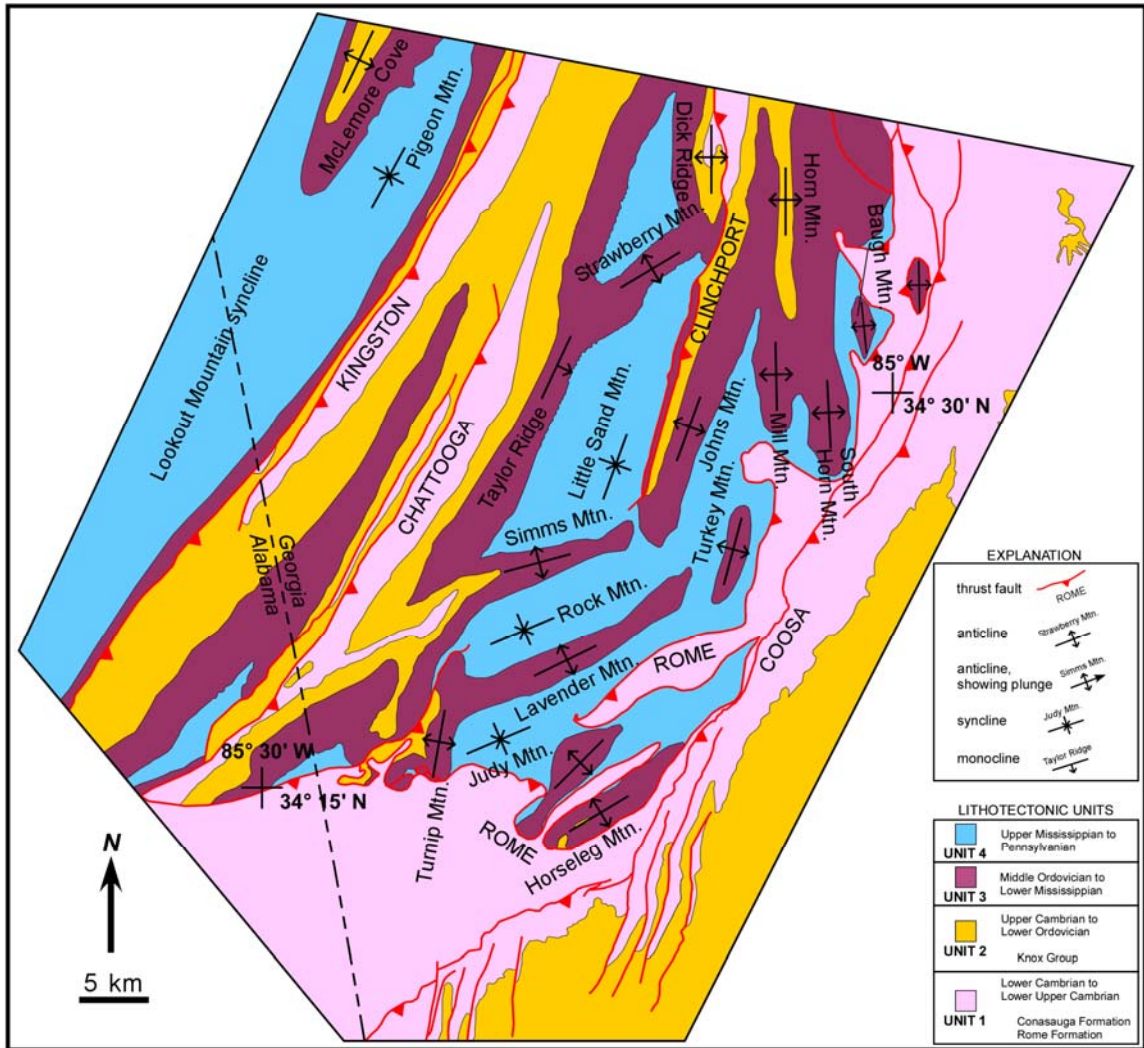 McLemore Cove
Pigeon Mtn.
Lookout Mountain syncline
KINGSTON
CHATTOOGA
Georgia
Alabama
Dick Ridge
Strawberry Mtn.
CLINCHPORT
Horn Mtn.
Baugh Mtn.
85° W
34° 30' N
Taylor Ridge
Little Sand Mtn.
Johns Mtn.
Mill Mtn.
South
Horn Mtn.
Turkey Mtn.
Simms Mtn.
Rock Mtn.
Lavender Mtn.
ROME
COOSA
85° 30' W
34° 15' N
Turnip Mtn.
Judy Mtn.
ROME
Horseleg Mtn.
N
5 km
EXPLANATION
thrust fault
ROME
anticline
Strawberry Mtn.
anticline,
showing plunge
Simms Mtn.
syncline
Judy Mtn.
monocline
Taylor Ridge
LITHOTECTONIC UNITS
UNIT 4
Upper Mississippian to
Pennsylvanian
UNIT 3
Middle Ordovician to
Lower Mississippian
UNIT 2
Upper Cambrian to
Lower Ordovician
Knox Group
UNIT 1
Lower Cambrian to
Lower Upper Cambrian
Conasauga Formation
Rome Formation